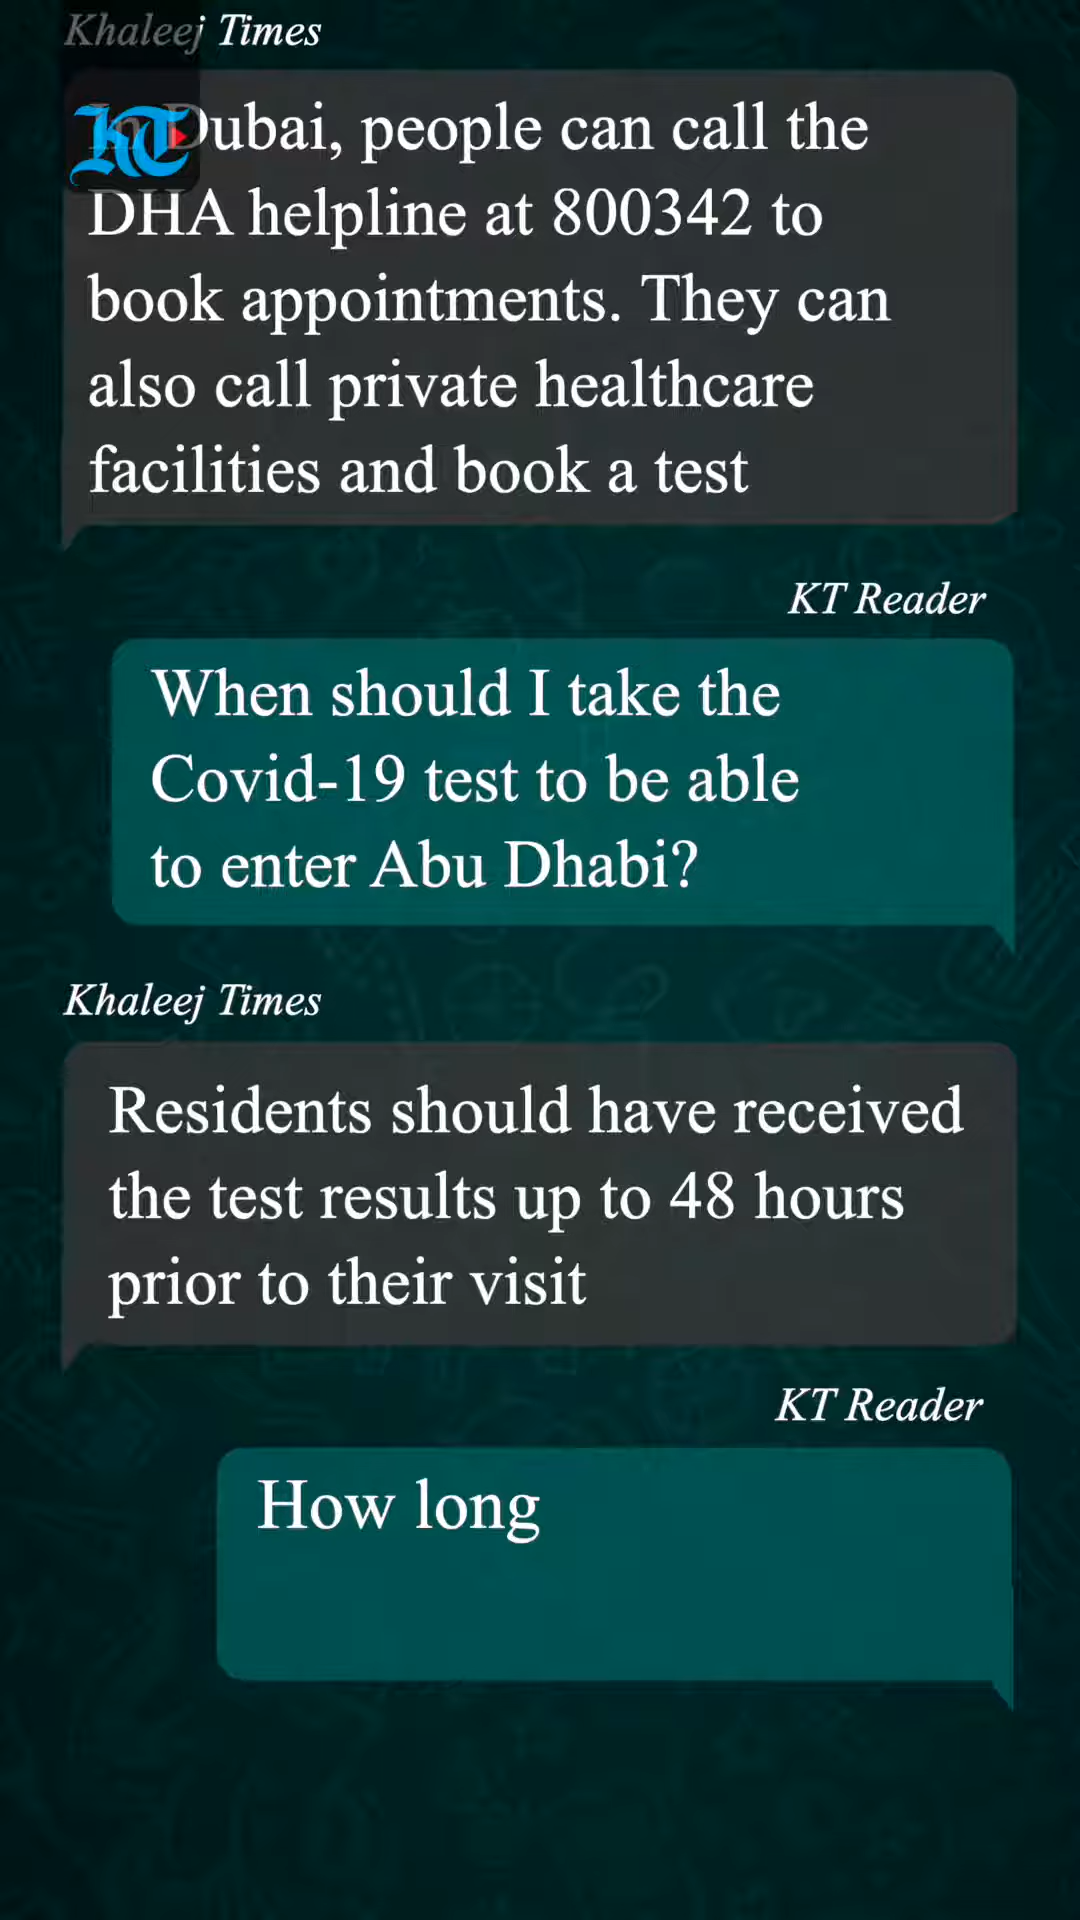 Khaleej Times
In Dubai, people can call the
DHA helpline at 800342 to
book appointments. They can
also call private healthcare
facilities and book a test
KT Reader
When should I take the
Covid-19 test to be able
to enter Abu Dhabi?
Khaleej Times
Residents should have received
the test results up to 48 hours
prior to their visit
KT Reader
How long
KT